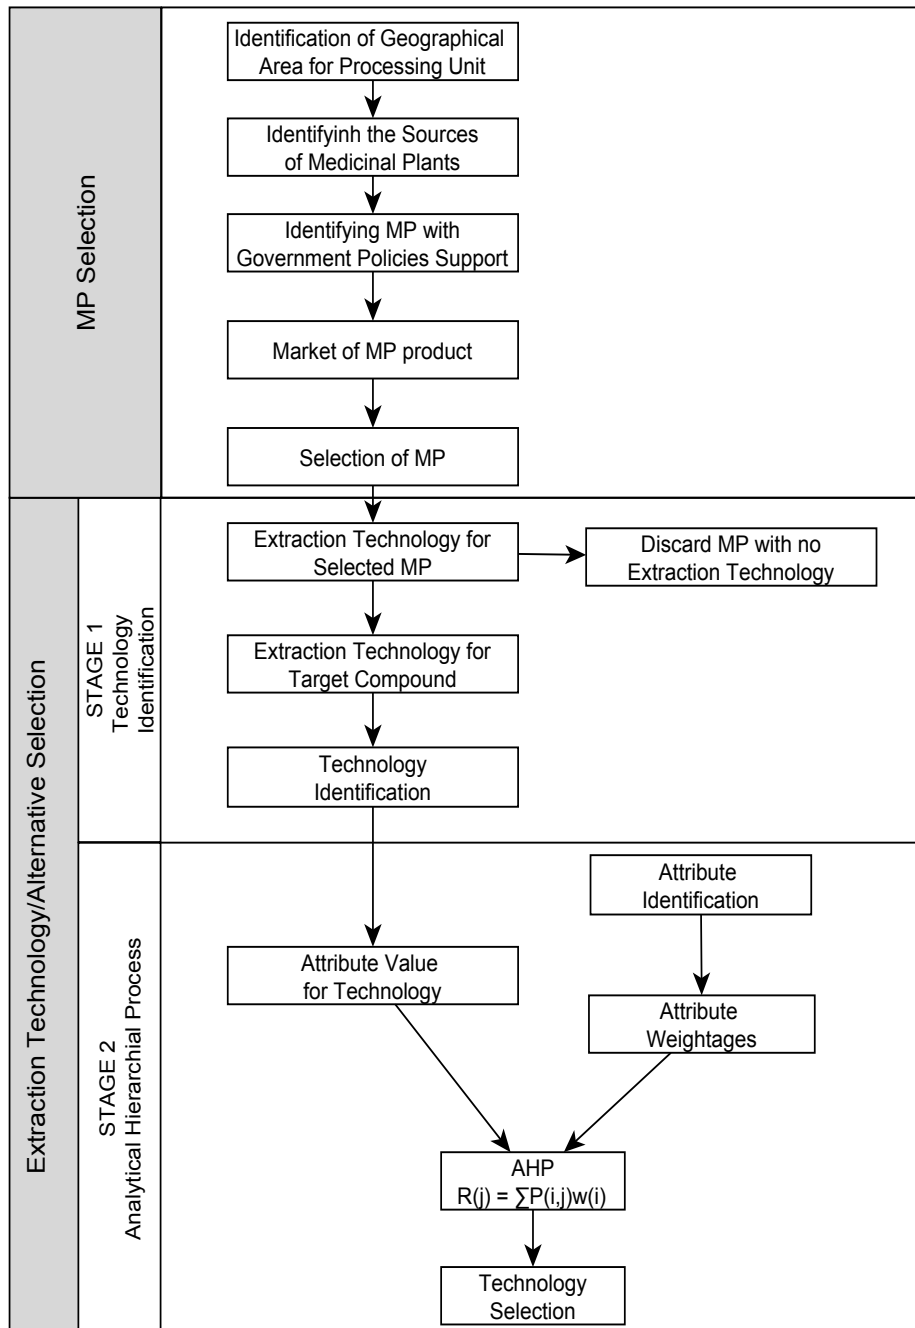 Identification of Geographical
Area for Processing Unit
Identifyinh the Sources
of Medicinal Plants
Identifying MP with
Government Policies Support
Market of MP product
Selection of MP
MP Selection
Extraction Technology for
Selected MP
Discard MP with no
Extraction Technology
Extraction Technology for
Target Compound
Technology
Identification
STAGE 1
Technology
Identification
Extraction Technology/Alternative Selection
Attribute
Identification
Attribute Value
for Technology
Attribute
Weightages
STAGE 2
Analytical Hierarchial Process
AHP
R(j) = ∑P(i,j)w(i)
Technology
Selection